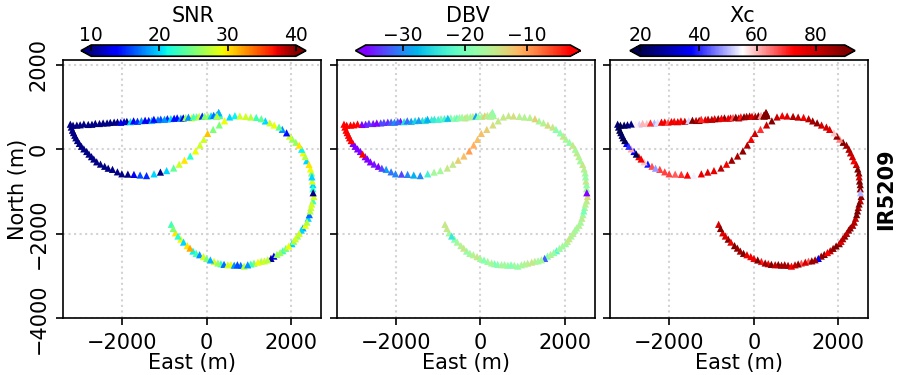 SNR
DBV
Xc
10 20 30 40
−30 −20 −10
20 40 60 80
2000
0
−2000
−4000
North (m)
−2000 0 2000
−2000 0 2000
−2000 0 2000
East (m)
East (m)
East (m)
IR5209